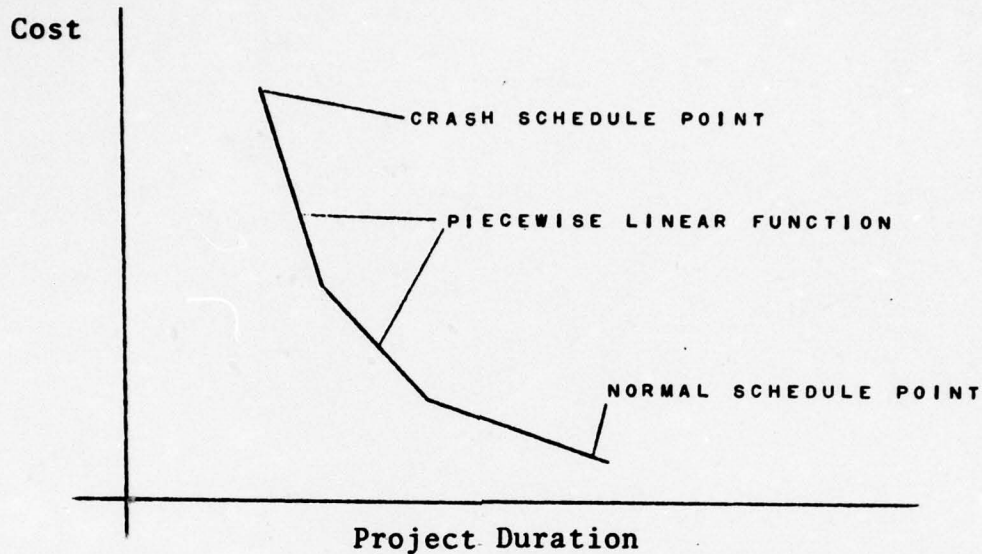 Cost
CRASH SCHEDULE POINT
PIECEWISE LINEAR FUNCTION
NORMAL SCHEDULE POINT
Project Duration